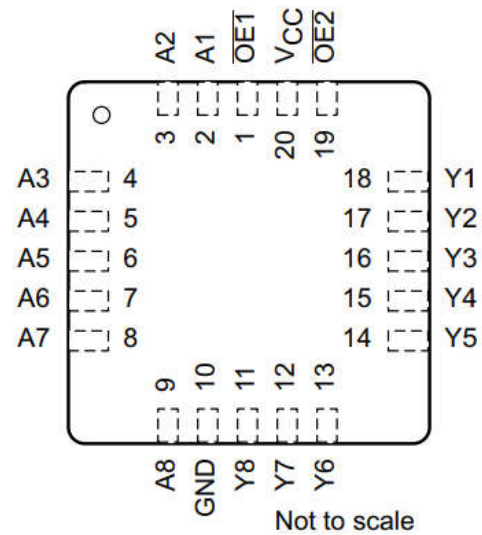 A2 A1 O̅E̅1̅ VCC O̅E̅2̅
3 2 1 20 19
A3 4 18 Y1
A4 5 17 Y2
A5 6 16 Y3
A6 7 15 Y4
A7 8 14 Y5
9 10 11 12 13
A8 GND Y8 Y7 Y6
Not to scale